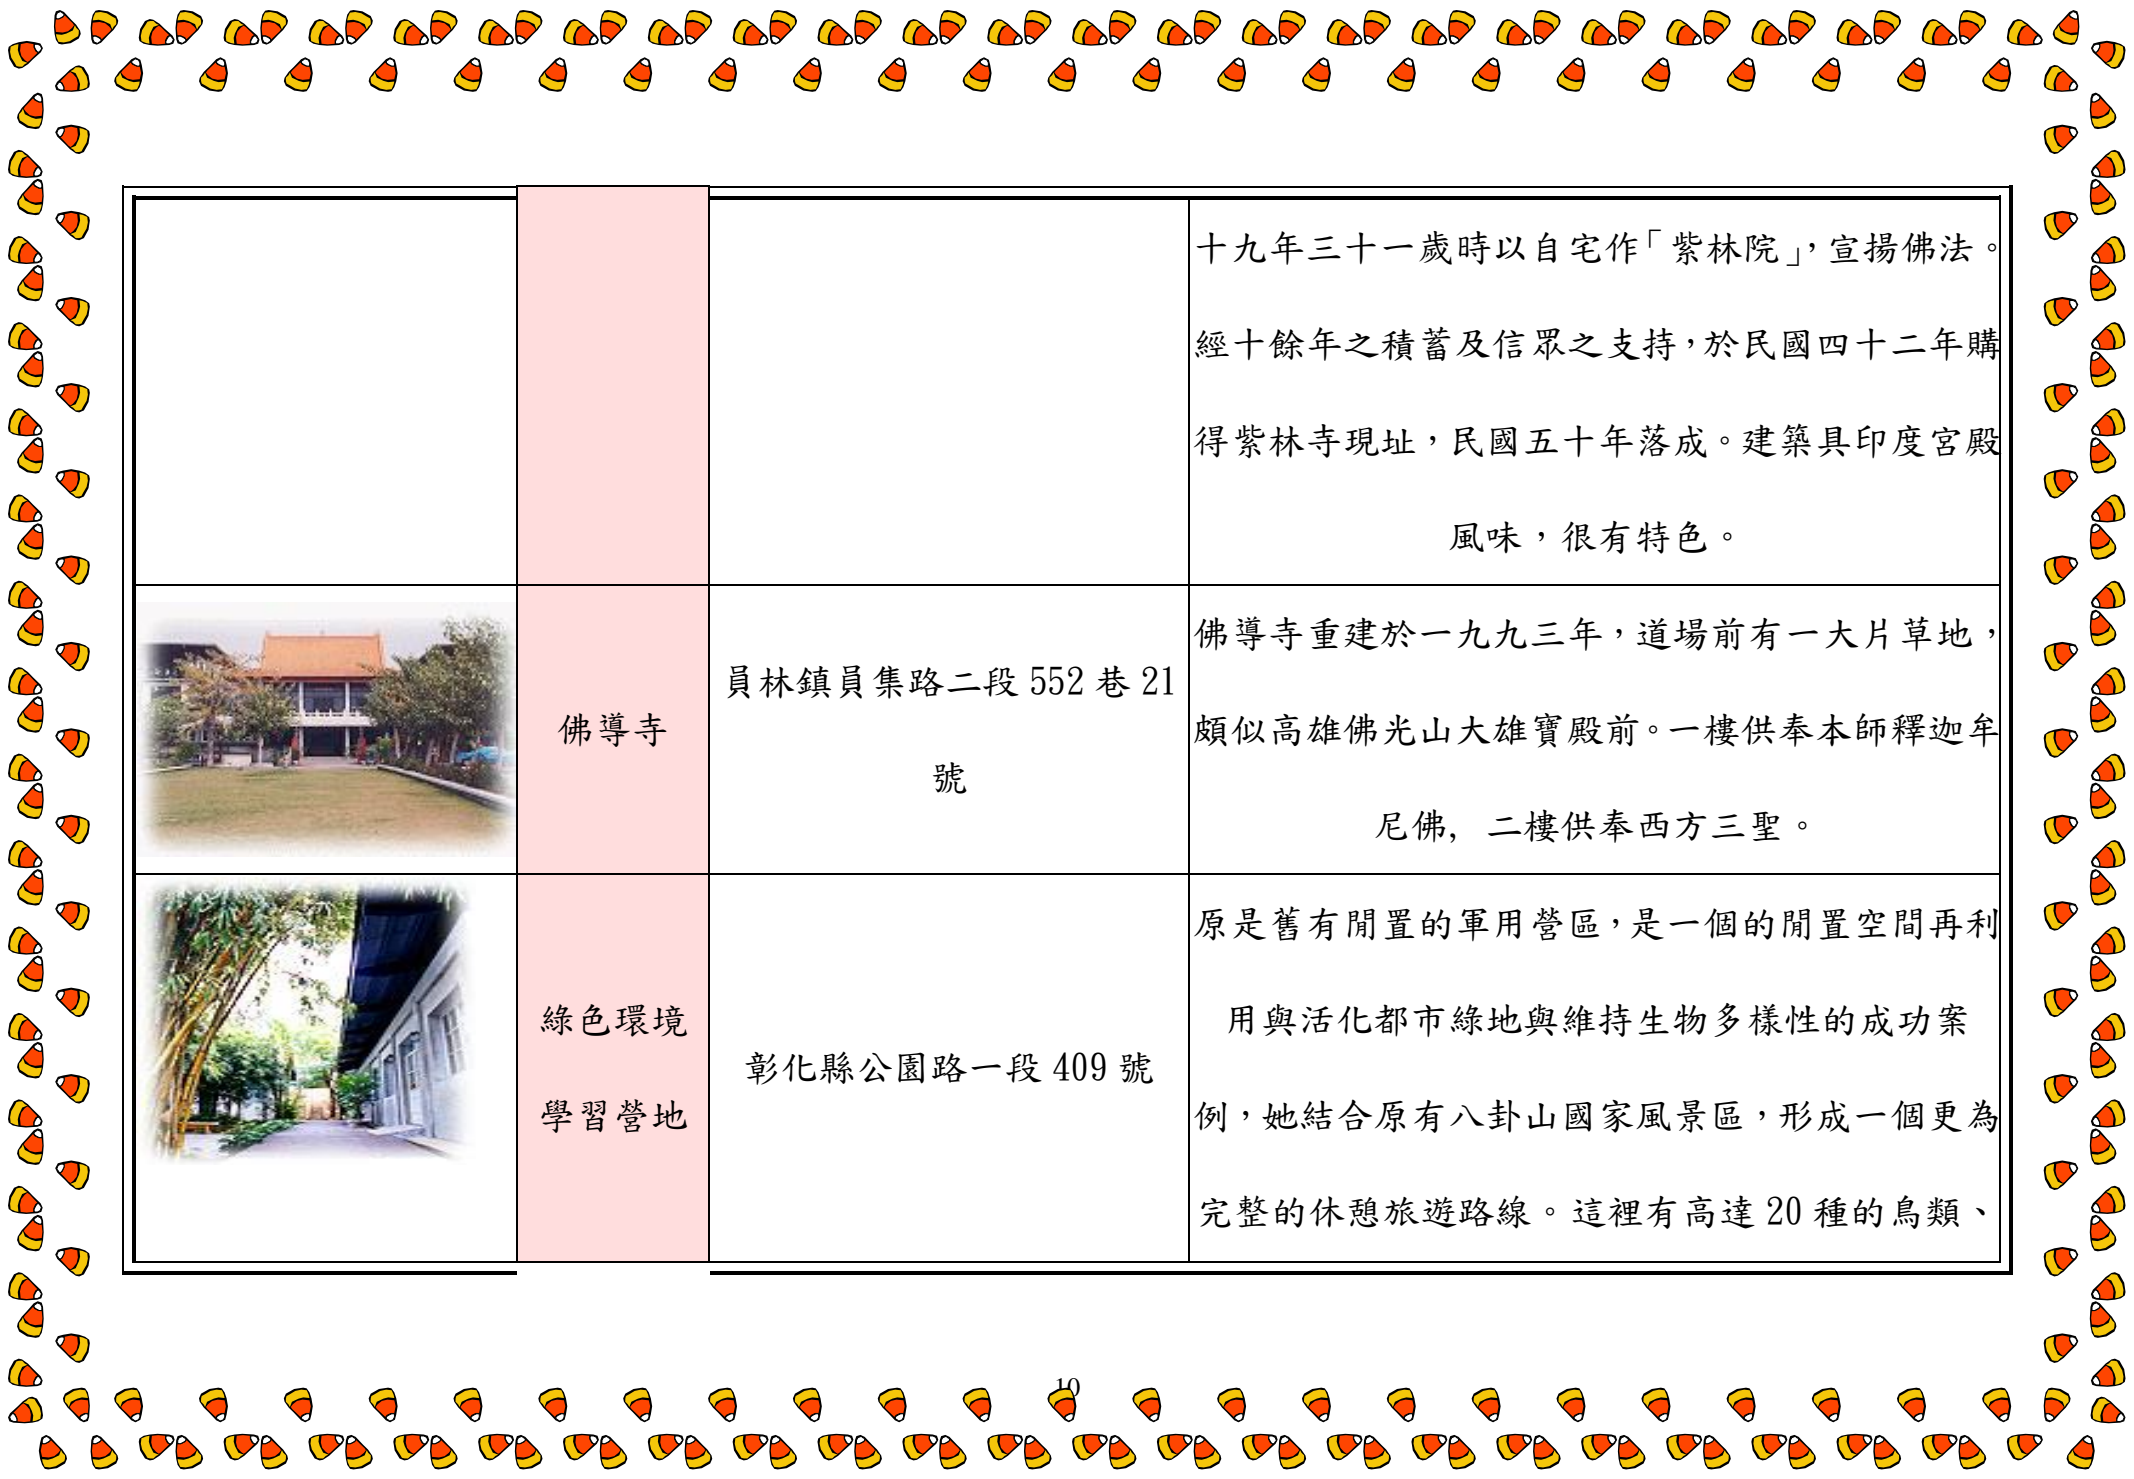 十九年三十一歲時以自宅作「紫林院」，宣揚佛法。
經十餘年之積蓄及信眾之支持，於民國四十二年購
得紫林寺現址，民國五十年落成。建築具印度宮殿
風味，很有特色。
佛導寺
員林鎮員集路二段 552 巷 21
號
佛導寺重建於一九九三年，道場前有一大片草地，
頗似高雄佛光山大雄寶殿前。一樓供奉本師釋迦牟
尼佛, 二樓供奉西方三聖。
綠色環境
學習營地
彰化縣公園路一段 409 號
原是舊有閒置的軍用營區，是一個的閒置空間再利
用與活化都市綠地與維持生物多樣性的成功案
例，她結合原有八卦山國家風景區，形成一個更為
完整的休憩旅遊路線。這裡有高達 20 種的鳥類、
10